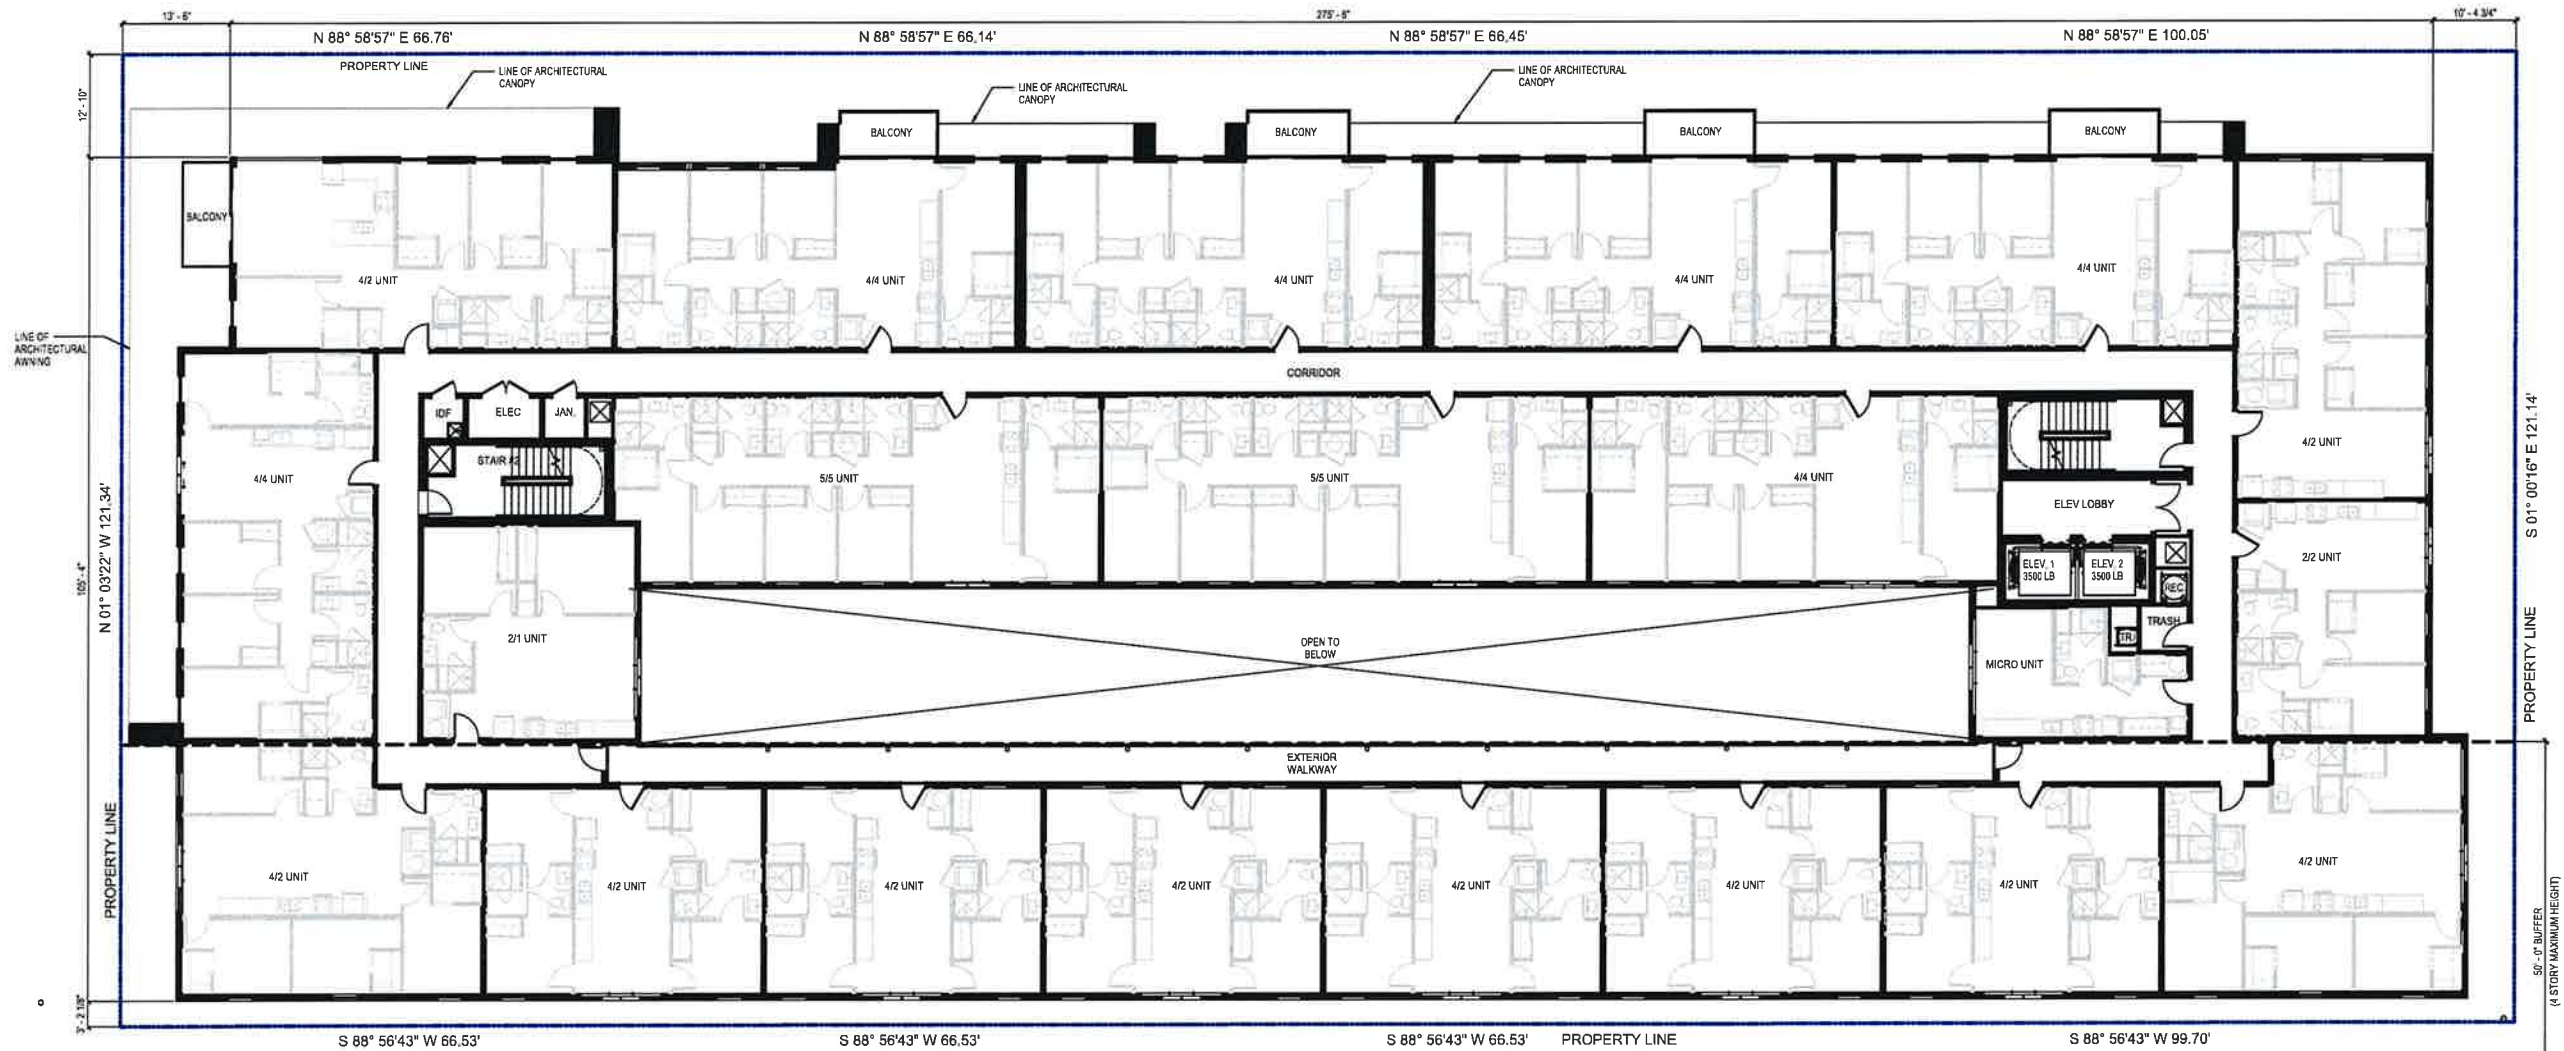 13' - 6"
275' - 6"
10' - 4 3/4"
N 88° 58'57" E 66.76'
N 88° 58'57" E 66.14'
N 88° 58'57" E 66.45'
N 88° 58'57" E 100.05'
PROPERTY LINE
LINE OF ARCHITECTURAL
CANOPY
LINE OF ARCHITECTURAL
CANOPY
LINE OF ARCHITECTURAL
CANOPY
12' - 10"
BALCONY
BALCONY
BALCONY
BALCONY
BALCONY
4/2 UNIT
4/4 UNIT
4/4 UNIT
4/4 UNIT
4/4 UNIT
LINE OF
ARCHITECTURAL
AWNING
CORRIDOR
IDF
ELEC
JAN.
STAIR #2
4/4 UNIT
5/5 UNIT
5/5 UNIT
4/4 UNIT
4/2 UNIT
ELEV LOBBY
ELEV. 1
3500 LB
ELEV. 2
3500 LB
REC
2/2 UNIT
S 01° 00'16" E 121.14'
N 01° 03'22" W 121.34'
105' - 4"
2/1 UNIT
OPEN TO
BELOW
TRASH
TR
MICRO UNIT
PROPERTY LINE
EXTERIOR
WALKWAY
PROPERTY LINE
4/2 UNIT
4/2 UNIT
4/2 UNIT
4/2 UNIT
4/2 UNIT
4/2 UNIT
4/2 UNIT
4/2 UNIT
50' - 0" BUFFER
(4 STORY MAXIMUM HEIGHT)
3' - 2 1/8"
S 88° 56'43" W 66.53'
S 88° 56'43" W 66.53'
S 88° 56'43" W 66.53'
PROPERTY LINE
S 88° 56'43" W 99.70'